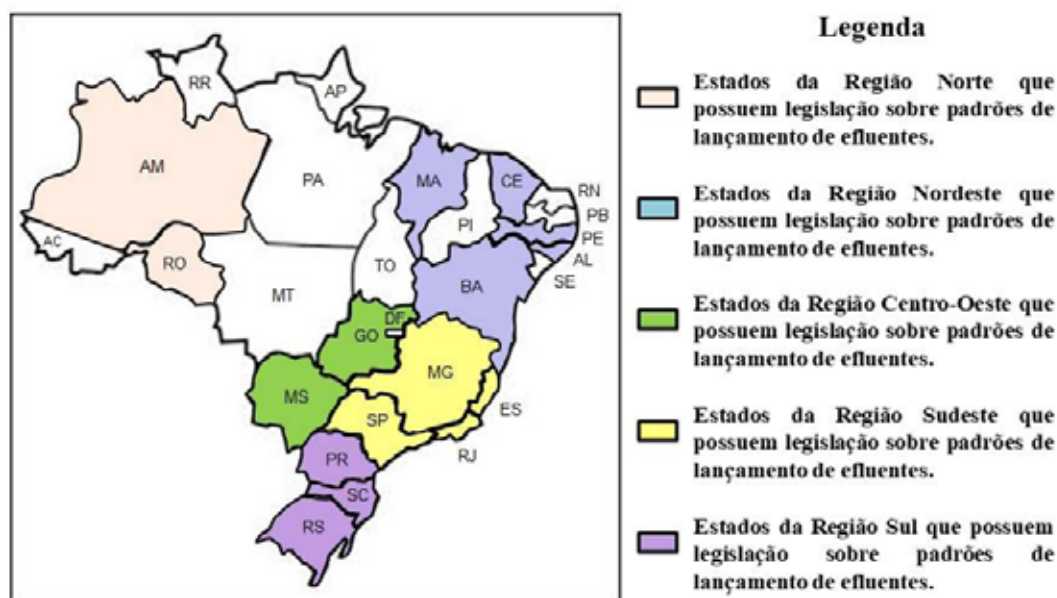 RR
AP
AM
PA
MA
CE
RN
PB
PE
AL
SE
PI
AC
RO
TO
BA
MT
DF
GO
MG
MS
ES
SP
RJ
PR
SC
RS
Legenda
Estados da Região Norte que
possuem legislação sobre padrões de
lançamento de efluentes.
Estados da Região Nordeste que
possuem legislação sobre padrões de
lançamento de efluentes.
Estados da Região Centro-Oeste que
possuem legislação sobre padrões de
lançamento de efluentes.
Estados da Região Sudeste que
possuem legislação sobre padrões de
lançamento de efluentes.
Estados da Região Sul que possuem
legislação sobre padrões de
lançamento de efluentes.